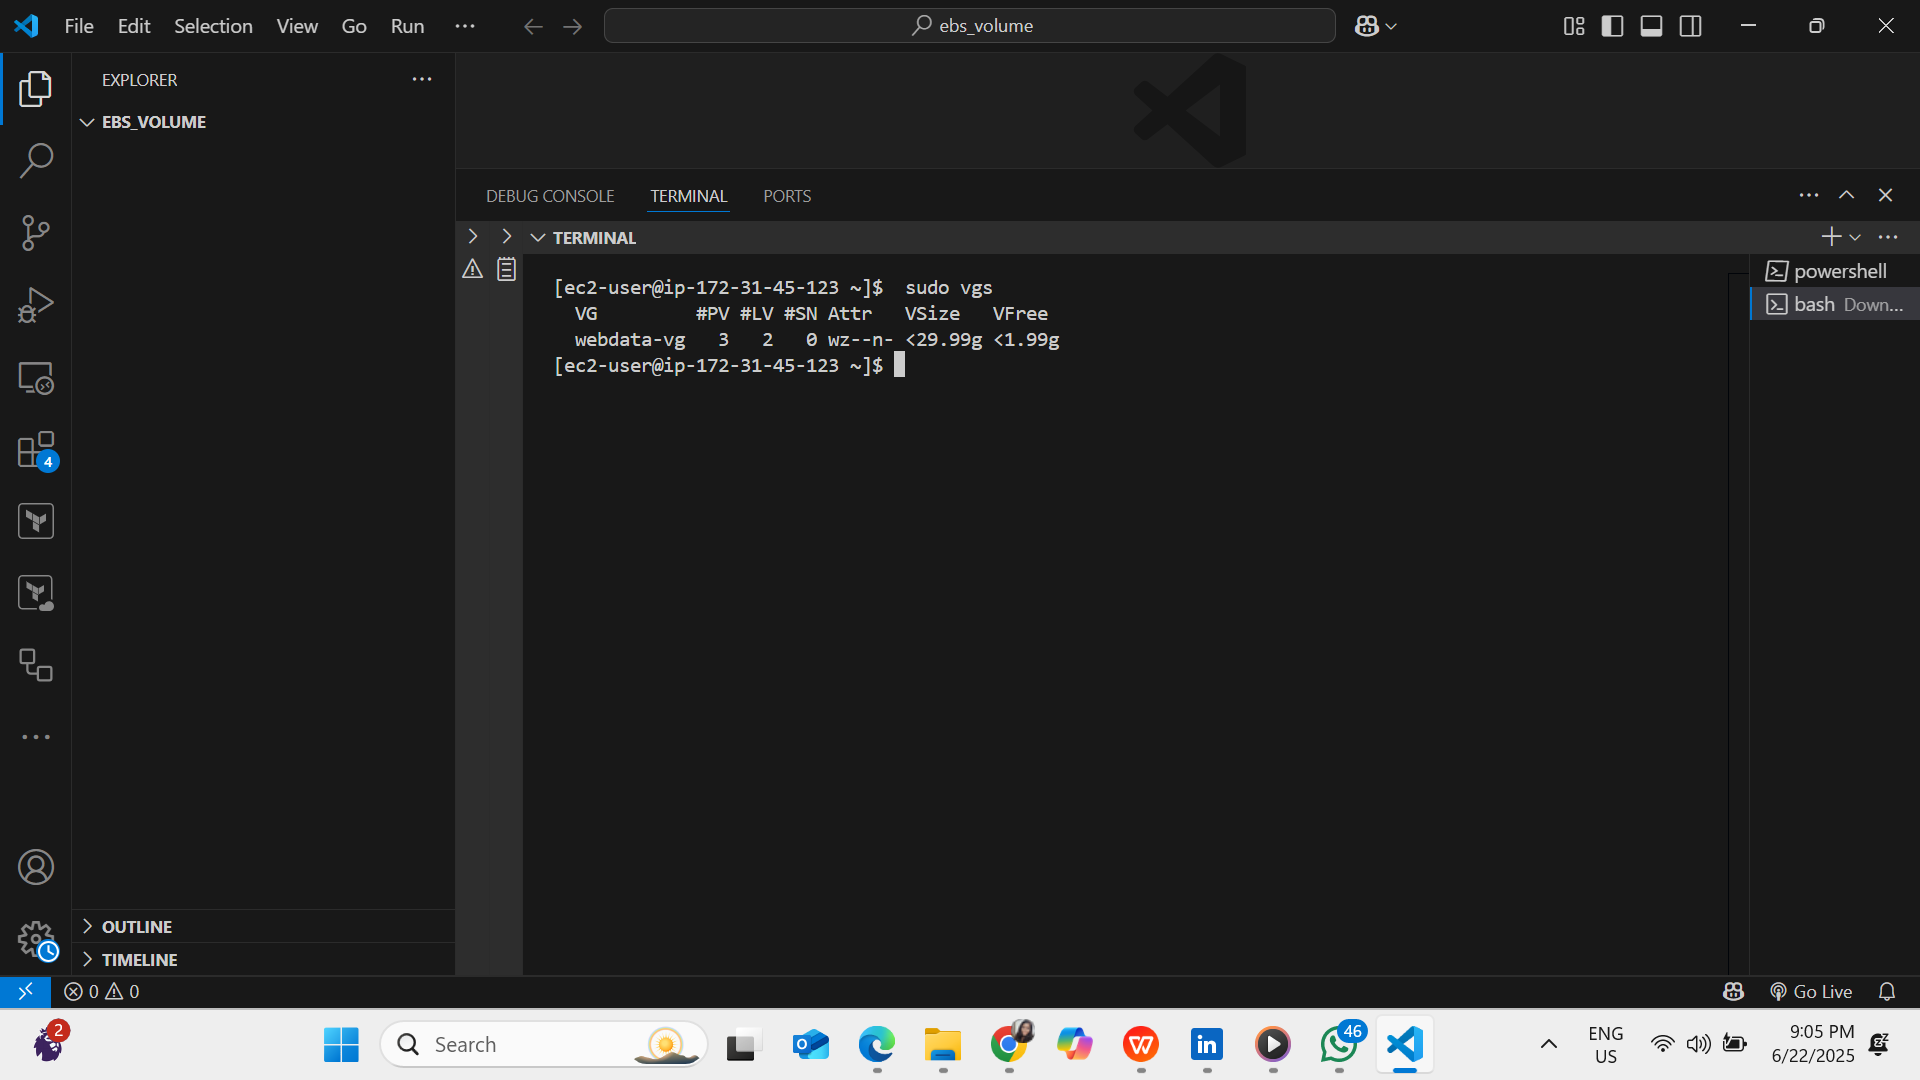 File Edit Selection View Go Run ···
ebs_volume
EXPLORER
EBS_VOLUME
DEBUG CONSOLE TERMINAL PORTS
TERMINAL
[ec2-user@ip-172-31-45-123 ~]$  sudo vgs
  VG         #PV #LV #SN Attr   VSize   VFree
  webdata-vg   3   2   0 wz--n- <29.99g <1.99g
[ec2-user@ip-172-31-45-123 ~]$
powershell
bash Down...
4
OUTLINE
TIMELINE
0 0
Go Live
2
Search
46
ENG
US
9:05 PM
6/22/2025